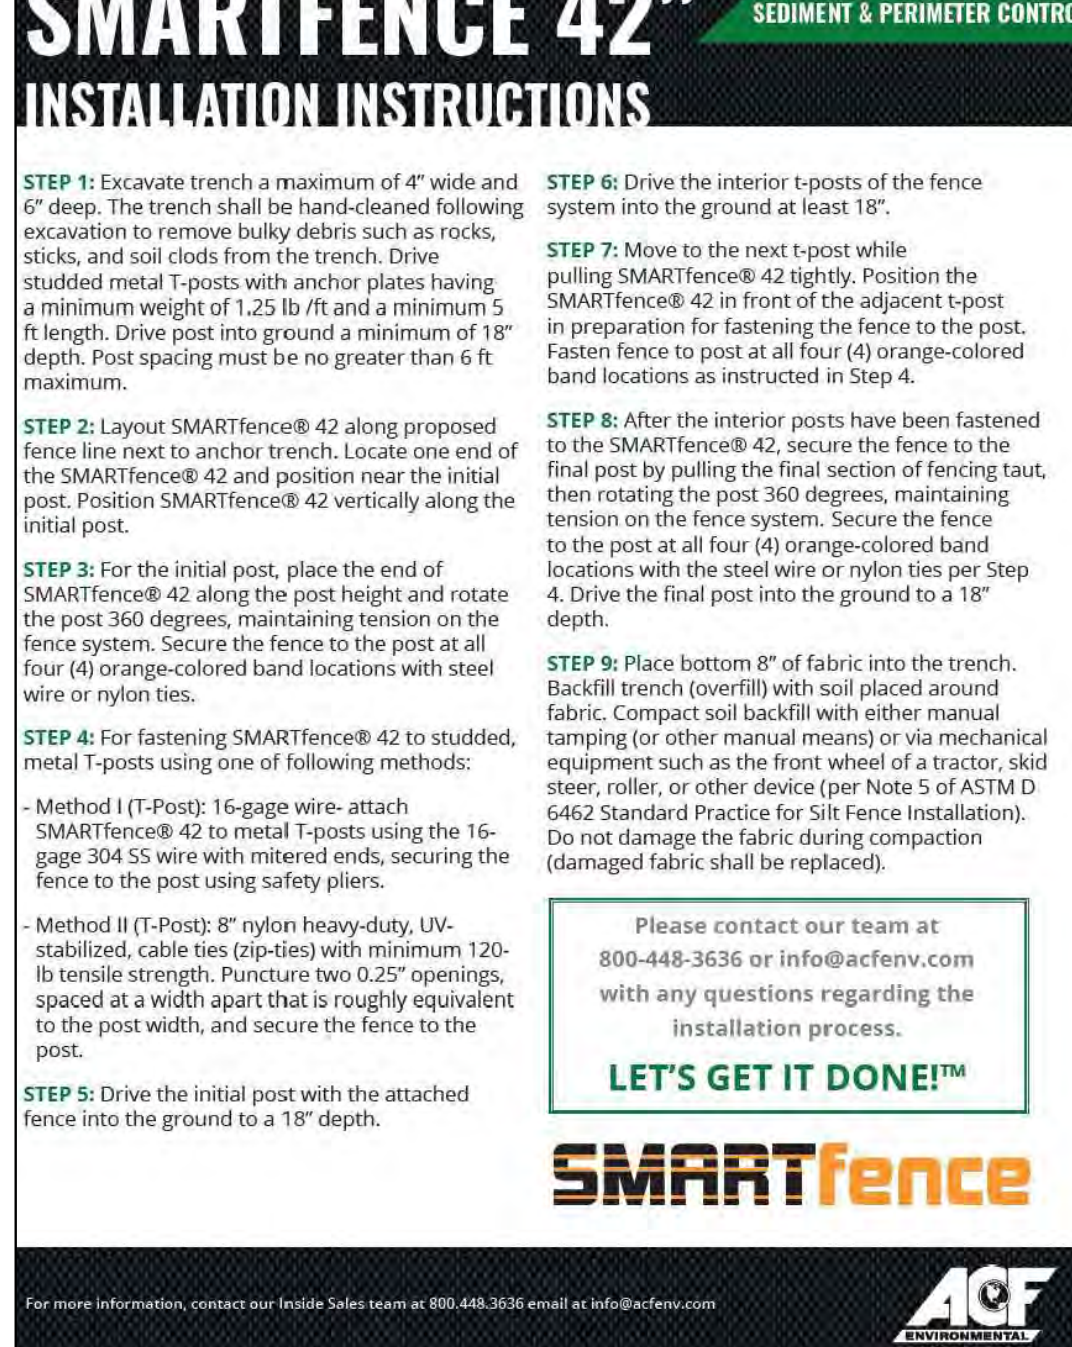 SMARTFENCE 42”
SEDIMENT & PERIMETER CONTRO
INSTALLATION INSTRUCTIONS
STEP 1: Excavate trench a maximum of 4” wide and
6” deep. The trench shall be hand-cleaned following
excavation to remove bulky debris such as rocks,
sticks, and soil clods from the trench. Drive
studded metal T-posts with anchor plates having
a minimum weight of 1.25 lb /ft and a minimum 5
ft length. Drive post into ground a minimum of 18”
depth. Post spacing must be no greater than 6 ft
maximum.
STEP 2: Layout SMARTfence® 42 along proposed
fence line next to anchor trench. Locate one end of
the SMARTfence® 42 and position near the initial
post. Position SMARTfence® 42 vertically along the
initial post.
STEP 3: For the initial post, place the end of
SMARTfence® 42 along the post height and rotate
the post 360 degrees, maintaining tension on the
fence system. Secure the fence to the post at all
four (4) orange-colored band locations with steel
wire or nylon ties.
STEP 4: For fastening SMARTfence® 42 to studded,
metal T-posts using one of following methods:
- Method I (T-Post): 16-gage wire- attach
SMARTfence® 42 to metal T-posts using the 16-
gage 304 SS wire with mitered ends, securing the
fence to the post using safety pliers.
- Method II (T-Post): 8” nylon heavy-duty, UV-
stabilized, cable ties (zip-ties) with minimum 120-
lb tensile strength. Puncture two 0.25” openings,
spaced at a width apart that is roughly equivalent
to the post width, and secure the fence to the
post.
STEP 5: Drive the initial post with the attached
fence into the ground to a 18” depth.
STEP 6: Drive the interior t-posts of the fence
system into the ground at least 18”.
STEP 7: Move to the next t-post while
pulling SMARTfence® 42 tightly. Position the
SMARTfence® 42 in front of the adjacent t-post
in preparation for fastening the fence to the post.
Fasten fence to post at all four (4) orange-colored
band locations as instructed in Step 4.
STEP 8: After the interior posts have been fastened
to the SMARTfence® 42, secure the fence to the
final post by pulling the final section of fencing taut,
then rotating the post 360 degrees, maintaining
tension on the fence system. Secure the fence
to the post at all four (4) orange-colored band
locations with the steel wire or nylon ties per Step
4. Drive the final post into the ground to a 18”
depth.
STEP 9: Place bottom 8” of fabric into the trench.
Backfill trench (overfill) with soil placed around
fabric. Compact soil backfill with either manual
tamping (or other manual means) or via mechanical
equipment such as the front wheel of a tractor, skid
steer, roller, or other device (per Note 5 of ASTM D
6462 Standard Practice for Silt Fence Installation).
Do not damage the fabric during compaction
(damaged fabric shall be replaced).
Please contact our team at
800-448-3636 or info@acfenv.com
with any questions regarding the
installation process.
LET’S GET IT DONE!™
SMARTfence
For more information, contact our Inside Sales team at 800.448.3636 email at info@acfenv.com
ACF
ENVIRONMENTAL